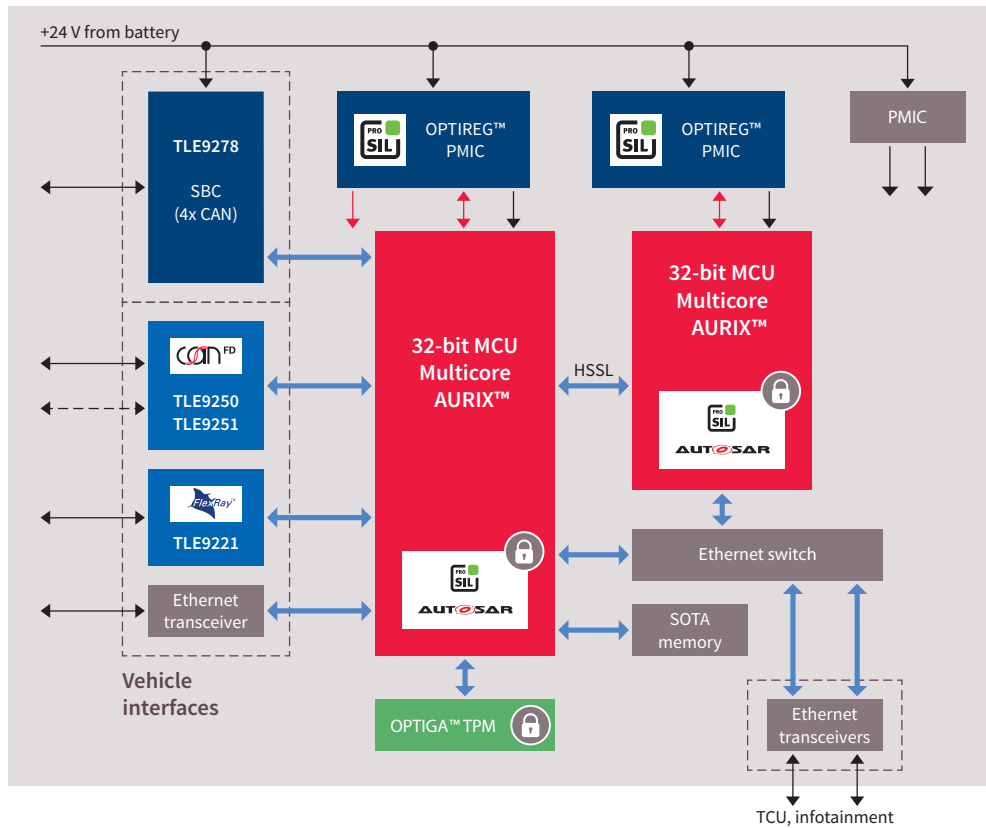 +24 V from battery
TLE9278
SBC
(4x CAN)
PRO
SIL
OPTIREG™
PMIC
PRO
SIL
OPTIREG™
PMIC
PMIC
CAN FD
TLE9250
TLE9251
FlexRay™
TLE9221
Ethernet
transceiver
Vehicle
interfaces
32-bit MCU
Multicore
AURIX™
PRO
SIL
AUTOSAR
HSSL
32-bit MCU
Multicore
AURIX™
PRO
SIL
AUTOSAR
Ethernet switch
SOTA
memory
OPTIGA™ TPM
Ethernet
transceivers
TCU, infotainment